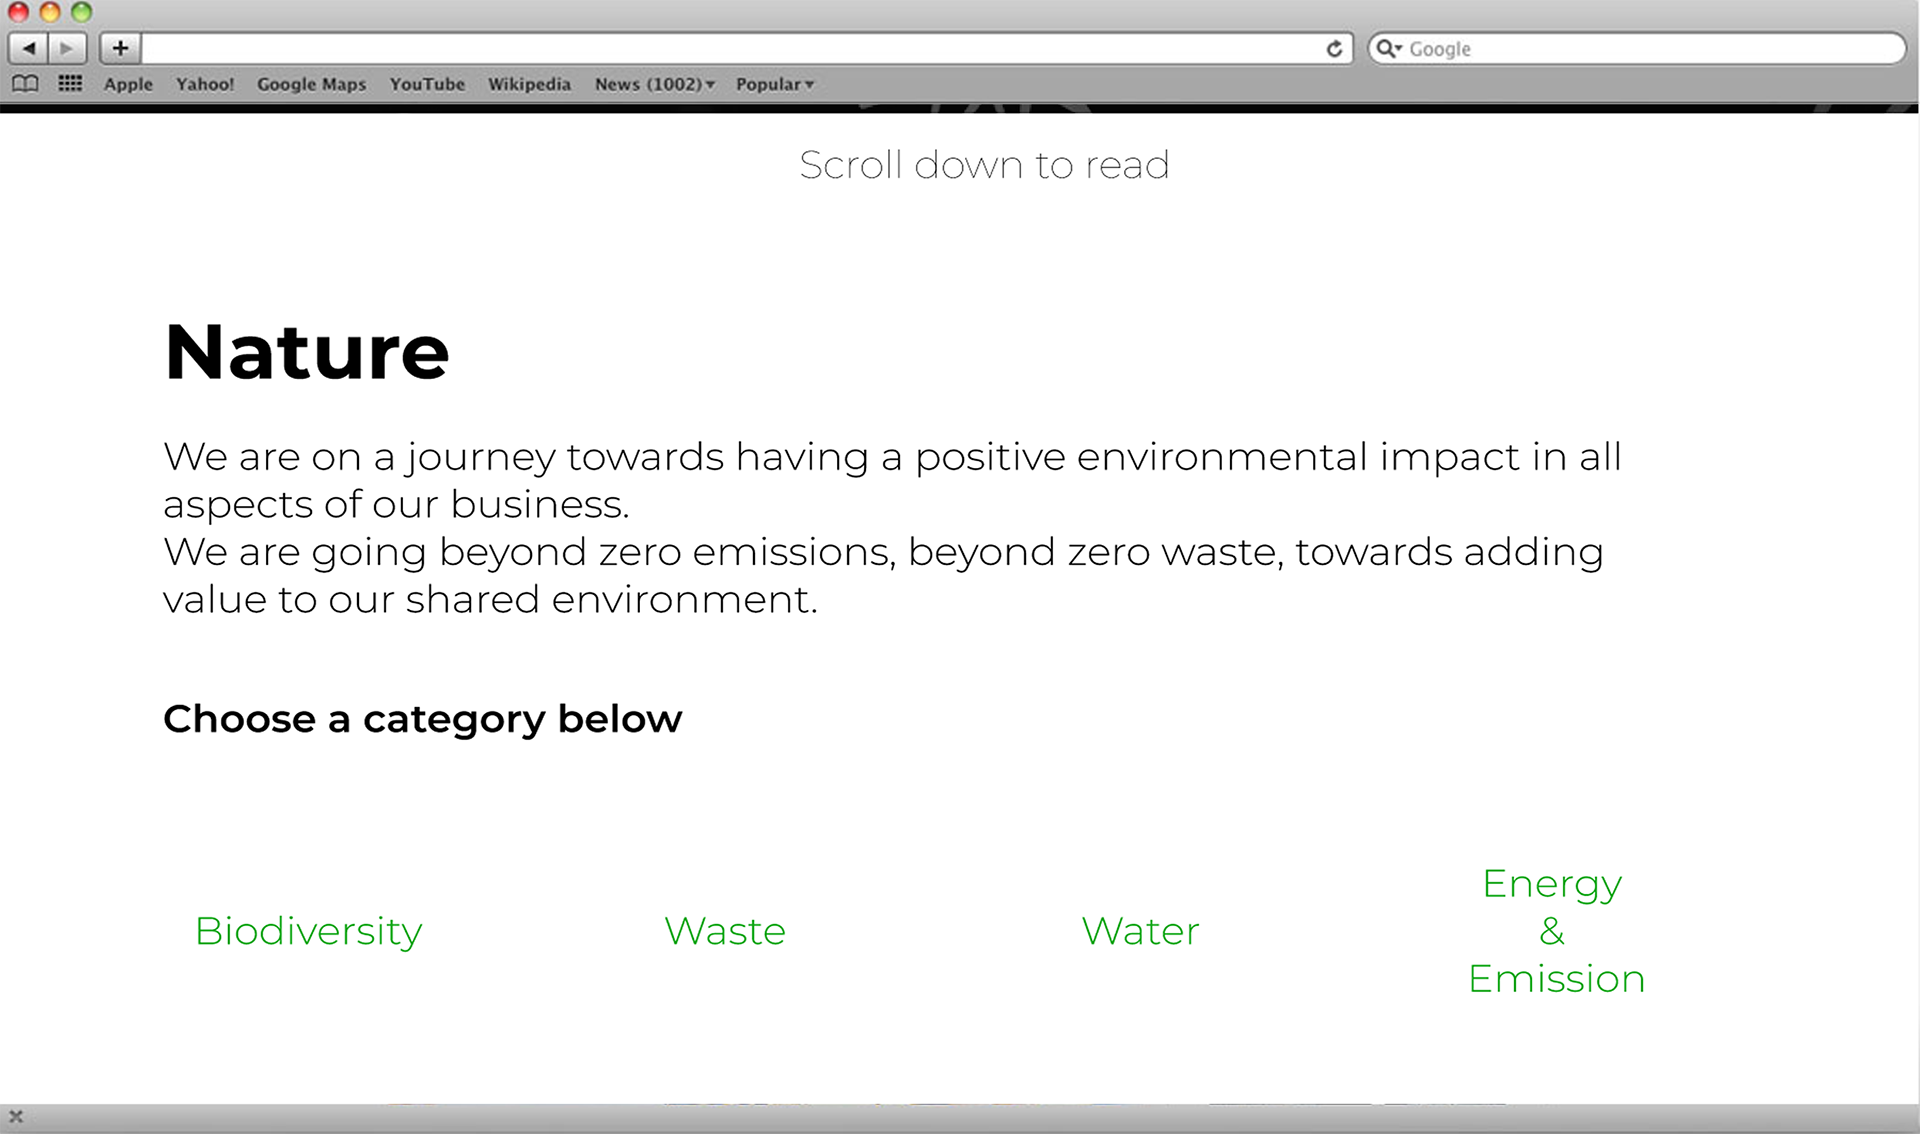 Google
Apple Yahoo! Google Maps YouTube Wikipedia News (1002) Popular
Scroll down to read
Nature
We are on a journey towards having a positive environmental impact in all
aspects of our business.
We are going beyond zero emissions, beyond zero waste, towards adding
value to our shared environment.
Choose a category below
Biodiversity
Waste
Water
Energy
&
Emission